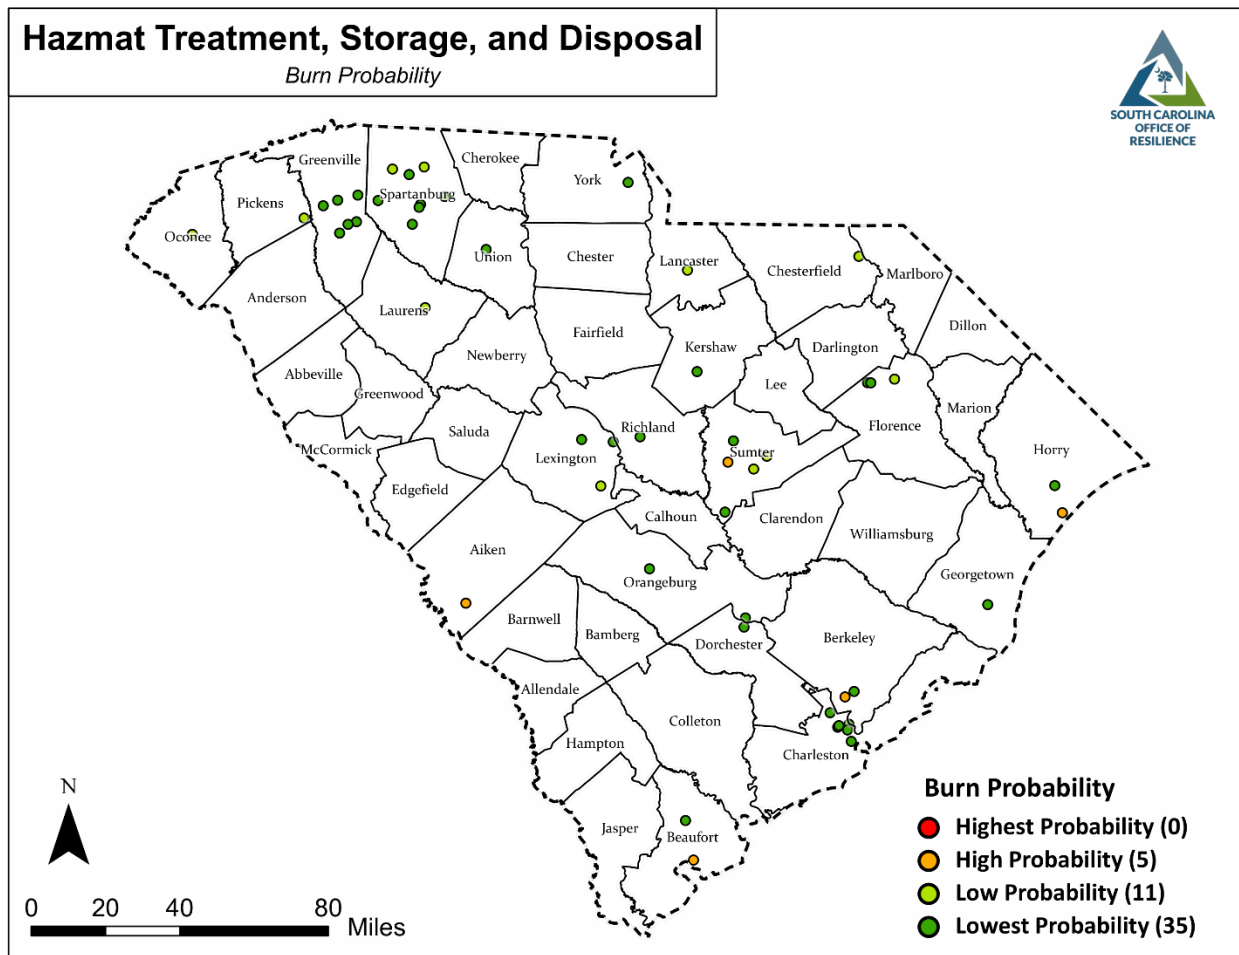 Hazmat Treatment, Storage, and Disposal
Burn Probability
SOUTH CAROLINA
OFFICE OF
RESILIENCE
Greenville
Cherokee
York
Pickens
Spartanburg
Oconee
Union
Chester
Lancaster
Chesterfield
Marlboro
Anderson
Laurens
Fairfield
Dillon
Newberry
Kershaw
Darlington
Abbeville
Lee
Greenwood
Marion
Saluda
Richland
Florence
McCormick
Lexington
Sumter
Horry
Edgefield
Calhoun
Clarendon
Williamsburg
Aiken
Orangeburg
Georgetown
Barnwell
Bamberg
Dorchester
Berkeley
Allendale
Colleton
Hampton
Charleston
Jasper
Beaufort
N
0 20 40 80 Miles
Burn Probability
Highest Probability (0)
High Probability (5)
Low Probability (11)
Lowest Probability (35)